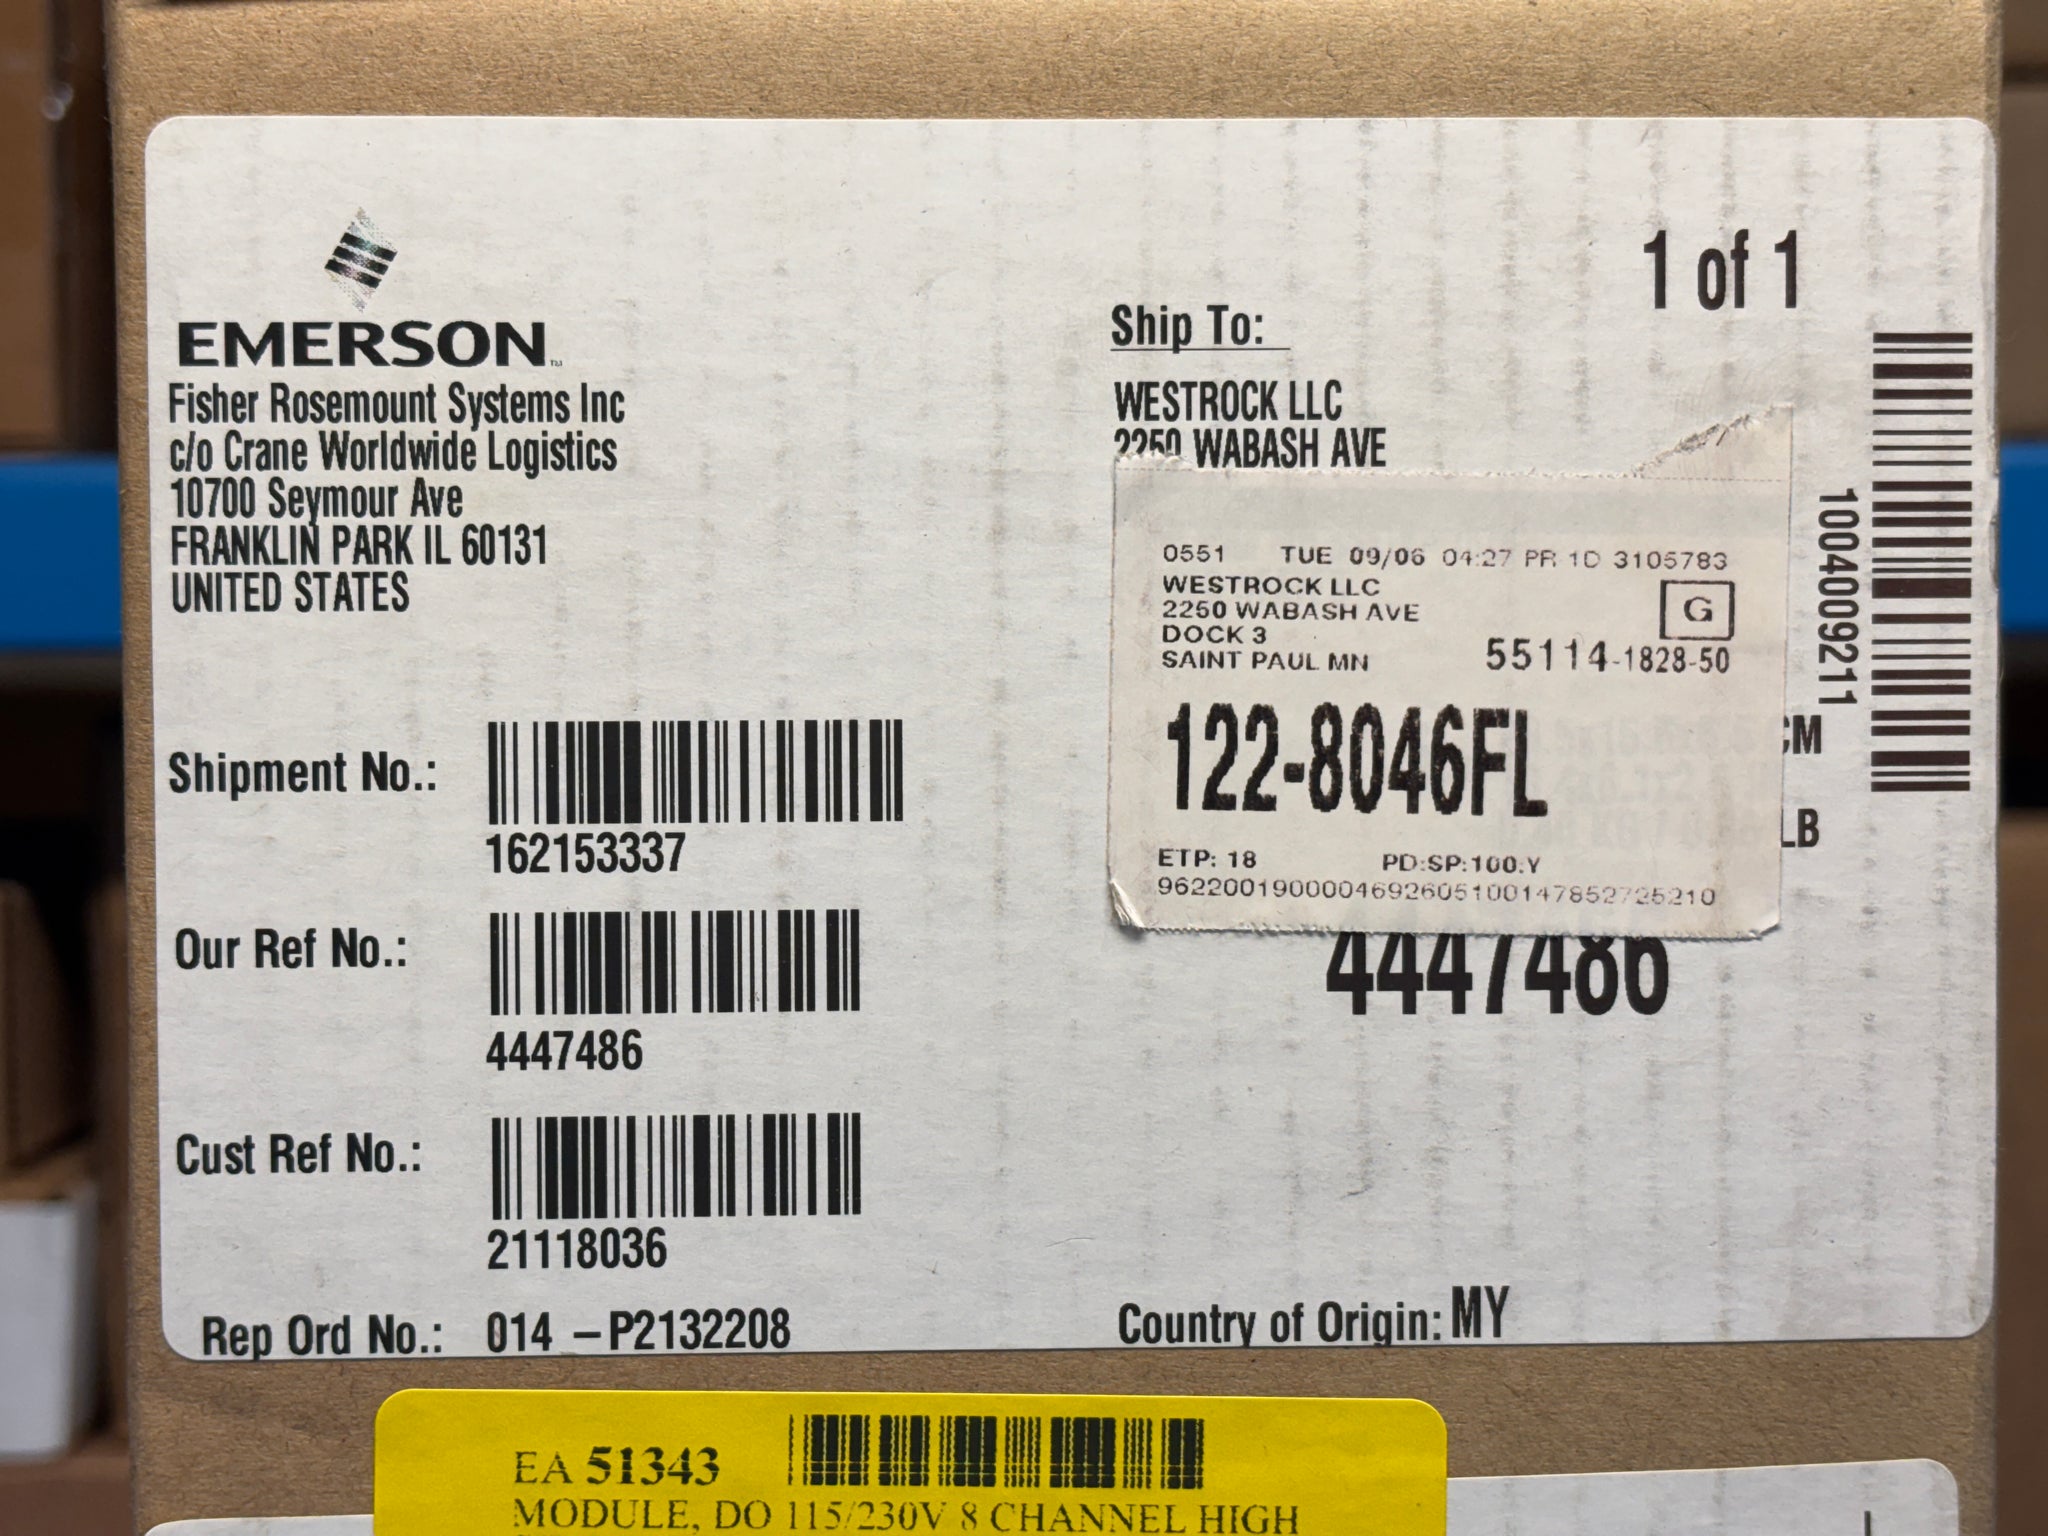 EMERSON
Fisher Rosemount Systems Inc
c/o Crane Worldwide Logistics
10700 Seymour Ave
FRANKLIN PARK IL 60131
UNITED STATES
1 of 1
Ship To:
WESTROCK LLC
2250 WABASH AVE
1004009211
0551 TUE 09/06 04:27 PR 1D 3105783
WESTROCK LLC
2250 WABASH AVE
G
DOCK 3
SAINT PAUL MN 55114-1828-50
122-8046FL
CM
LB
ETP: 18 PD:SP:100:Y
9622001900004692605100147852725210
4447486
Shipment No.:
162153337
Our Ref No.:
4447486
Cust Ref No.:
21118036
Rep Ord No.: 014 –P2132208
Country of Origin: MY
EA 51343
MODULE, DO 115/230V 8 CHANNEL HIGH